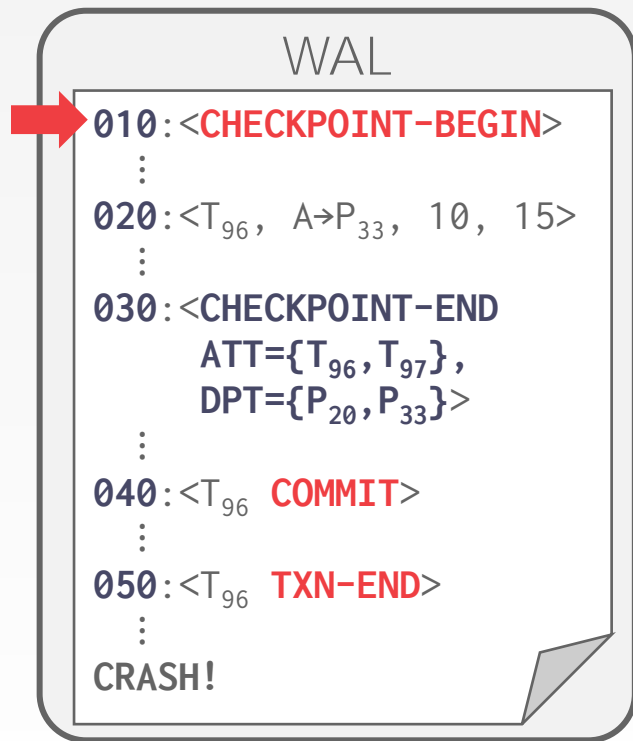 WAL
010:<CHECKPOINT-BEGIN>
⋮
020:<T₉₆, A→P₃₃, 10, 15>
⋮
030:<CHECKPOINT-END
ATT={T₉₆,T₉₇},
DPT={P₂₀,P₃₃}>
⋮
040:<T₉₆ COMMIT>
⋮
050:<T₉₆ TXN-END>
⋮
CRASH!